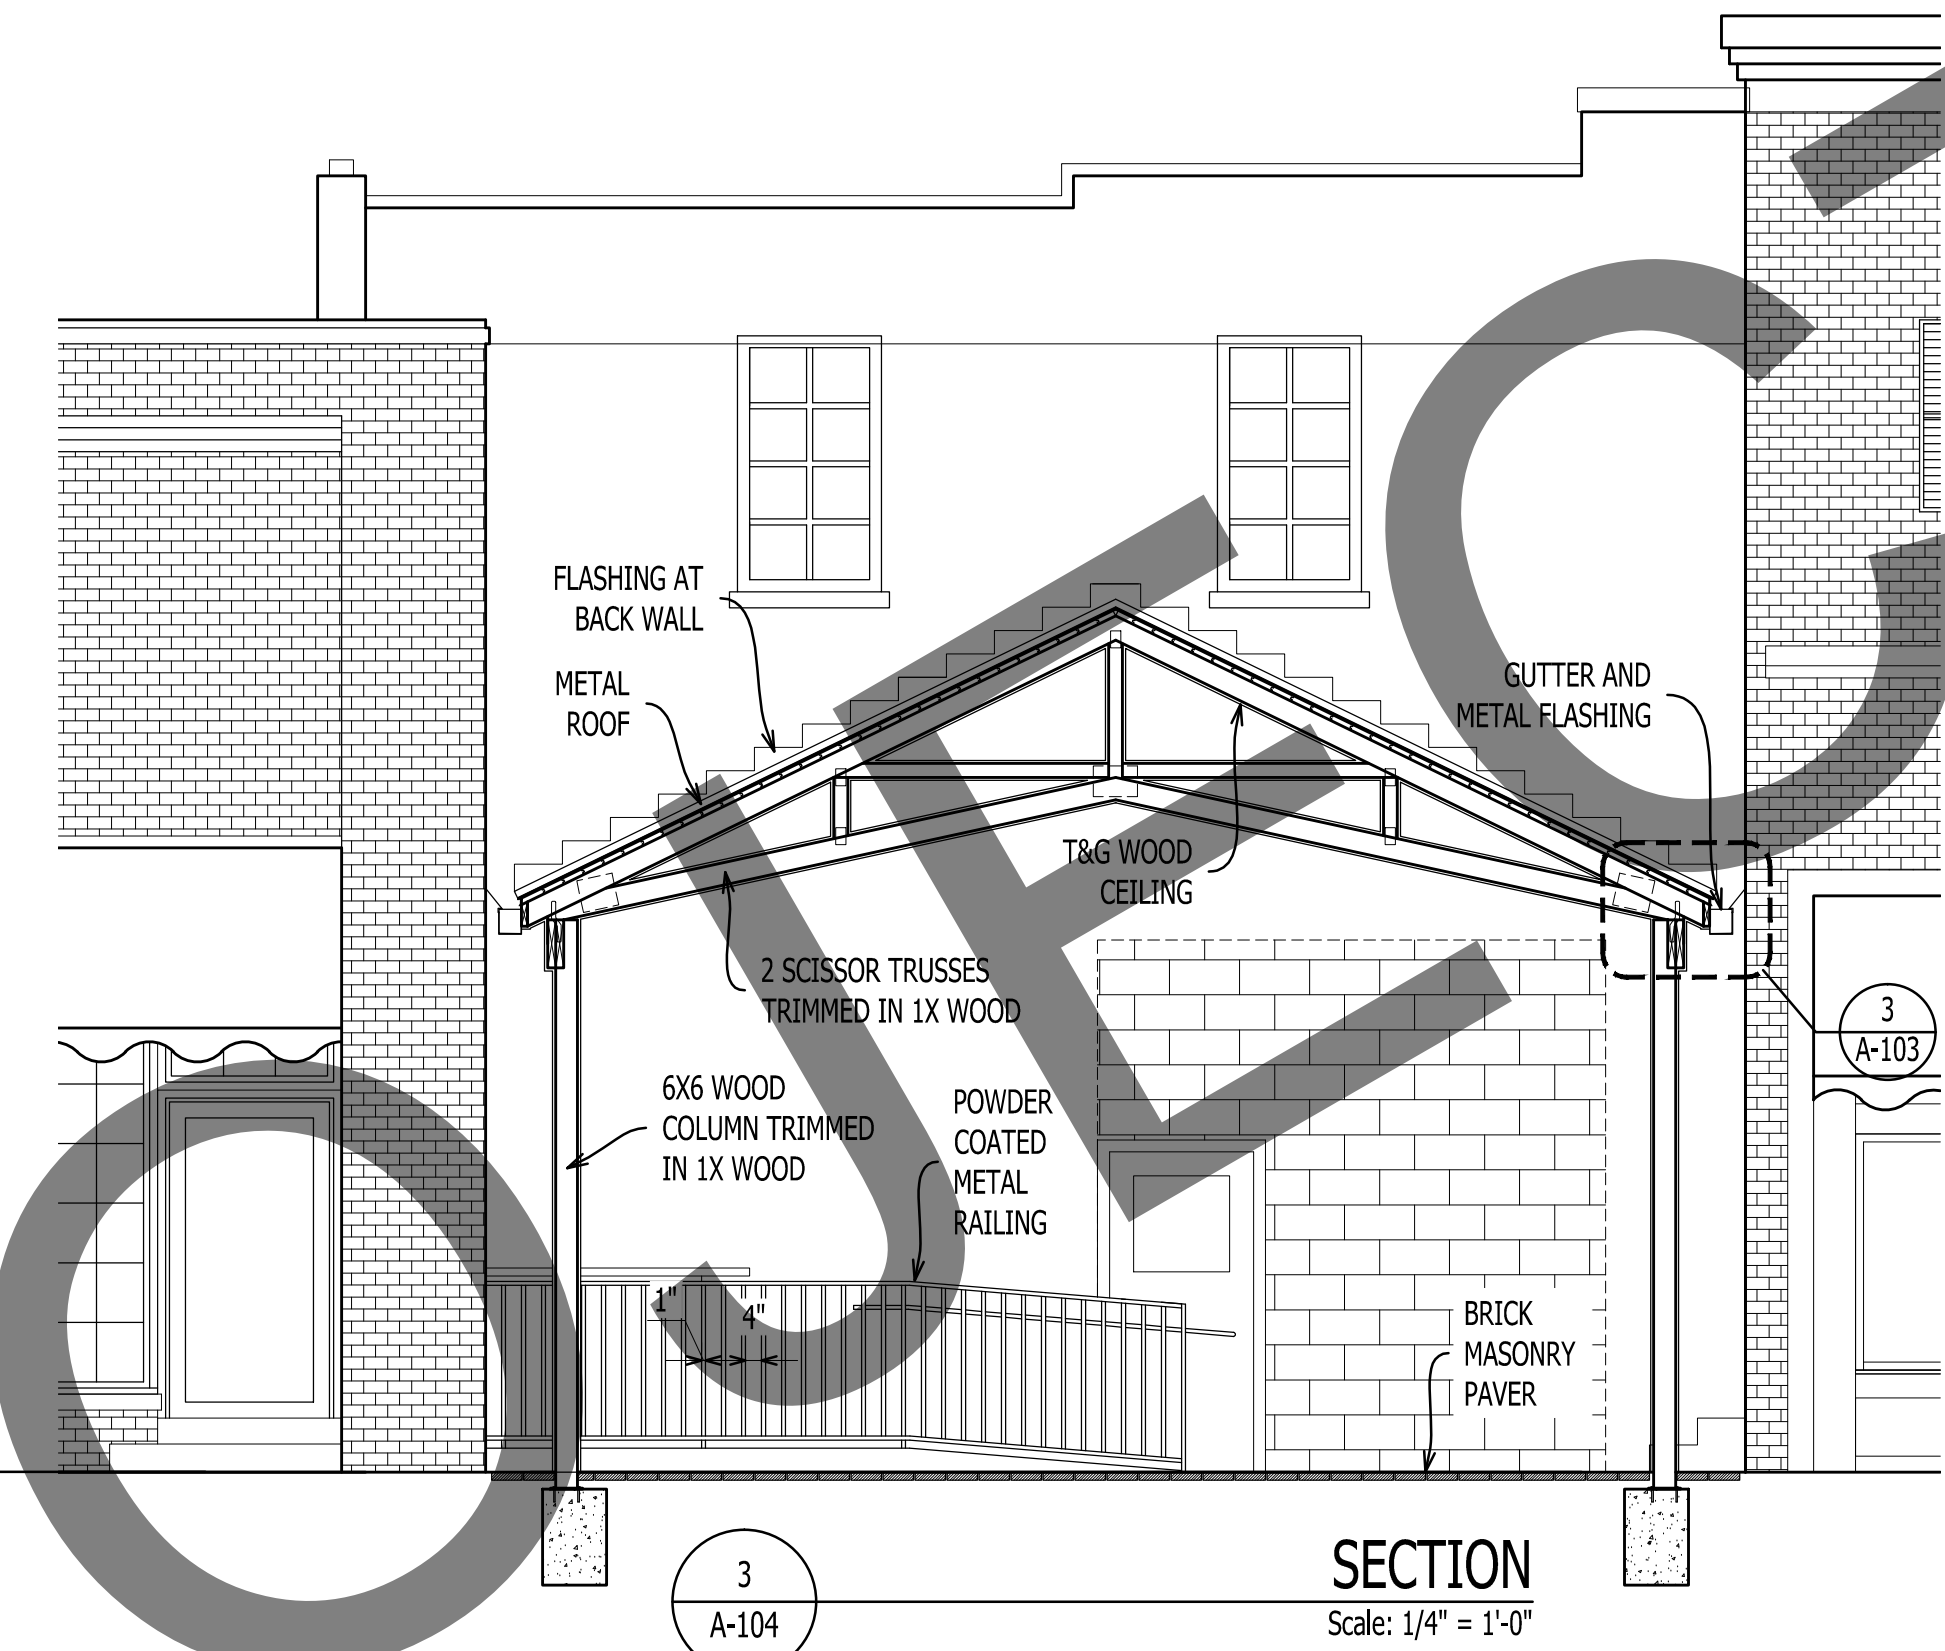 FLASHING AT
BACK WALL
METAL
ROOF
GUTTER AND
METAL FLASHING
T&G WOOD
CEILING
2 SCISSOR TRUSSES
TRIMMED IN 1X WOOD
3
A-103
6X6 WOOD
COLUMN TRIMMED
IN 1X WOOD
POWDER
COATED
METAL
RAILING
1"
4"
BRICK
MASONRY
PAVER
3
A-104
SECTION
Scale: 1/4" = 1'-0"